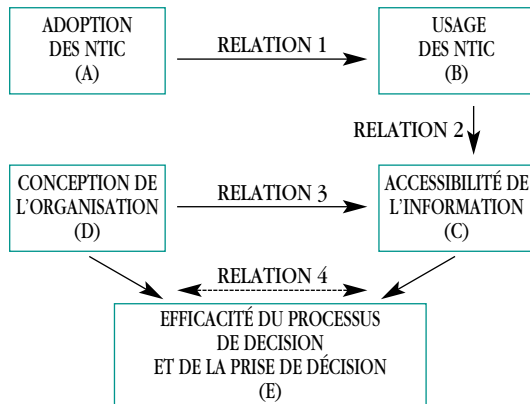 ADOPTION
DES NTIC
(A)
RELATION 1
USAGE
DES NTIC
(B)
RELATION 2
CONCEPTION DE
L'ORGANISATION
(D)
RELATION 3
ACCESSIBILITÉ DE
L'INFORMATION
(C)
RELATION 4
EFFICACITÉ DU PROCESSUS
DE DECISION
ET DE LA PRISE DE DÉCISION
(E)